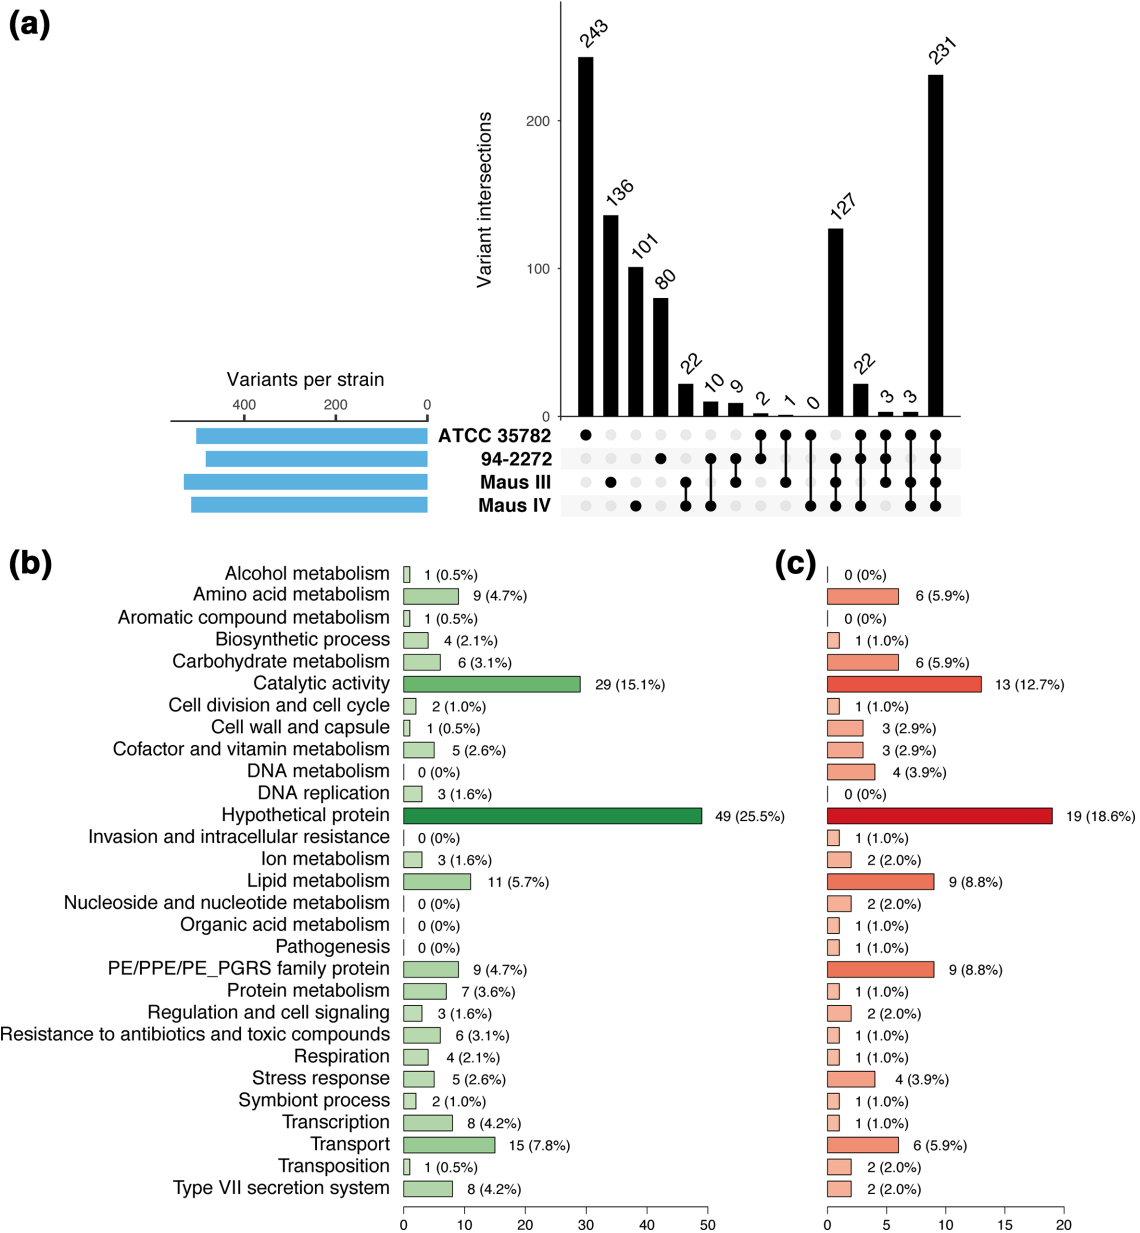 (a)
Variant intersections
200
100
0
243
136
101
80
22
10
9
2
1
0
127
22
3
3
231
Variants per strain
400 200 0
ATCC 35782
94-2272
Maus III
Maus IV
(b)
(c)
Alcohol metabolism 1 (0.5%) 0 (0%)
Amino acid metabolism 9 (4.7%) 6 (5.9%)
Aromatic compound metabolism 1 (0.5%) 0 (0%)
Biosynthetic process 4 (2.1%) 1 (1.0%)
Carbohydrate metabolism 6 (3.1%) 6 (5.9%)
Catalytic activity 29 (15.1%) 13 (12.7%)
Cell division and cell cycle 2 (1.0%) 1 (1.0%)
Cell wall and capsule 1 (0.5%) 3 (2.9%)
Cofactor and vitamin metabolism 5 (2.6%) 3 (2.9%)
DNA metabolism 0 (0%) 4 (3.9%)
DNA replication 3 (1.6%) 0 (0%)
Hypothetical protein 49 (25.5%) 19 (18.6%)
Invasion and intracellular resistance 0 (0%) 1 (1.0%)
Ion metabolism 3 (1.6%) 2 (2.0%)
Lipid metabolism 11 (5.7%) 9 (8.8%)
Nucleoside and nucleotide metabolism 0 (0%) 2 (2.0%)
Organic acid metabolism 0 (0%) 1 (1.0%)
Pathogenesis 0 (0%) 1 (1.0%)
PE/PPE/PE_PGRS family protein 9 (4.7%) 9 (8.8%)
Protein metabolism 7 (3.6%) 1 (1.0%)
Regulation and cell signaling 3 (1.6%) 2 (2.0%)
Resistance to antibiotics and toxic compounds 6 (3.1%) 1 (1.0%)
Respiration 4 (2.1%) 1 (1.0%)
Stress response 5 (2.6%) 4 (3.9%)
Symbiont process 2 (1.0%) 1 (1.0%)
Transcription 8 (4.2%) 1 (1.0%)
Transport 15 (7.8%) 6 (5.9%)
Transposition 1 (0.5%) 2 (2.0%)
Type VII secretion system 8 (4.2%) 2 (2.0%)
0 10 20 30 40 50
0 5 10 15 20